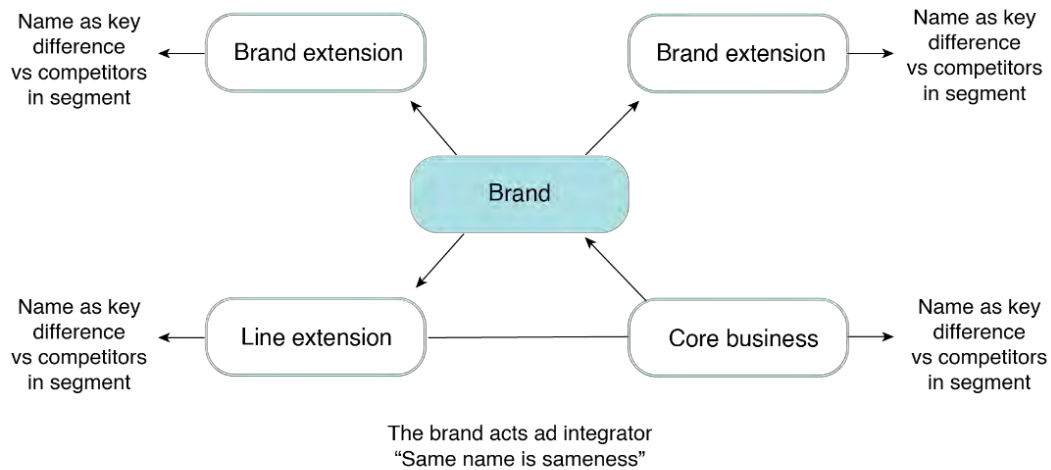 Name as key
difference
vs competitors
in segment
Brand extension
Brand extension
Name as key
difference
vs competitors
in segment
Brand
Name as key
difference
vs competitors
in segment
Line extension
Core business
Name as key
difference
vs competitors
in segment
The brand acts ad integrator
“Same name is sameness”